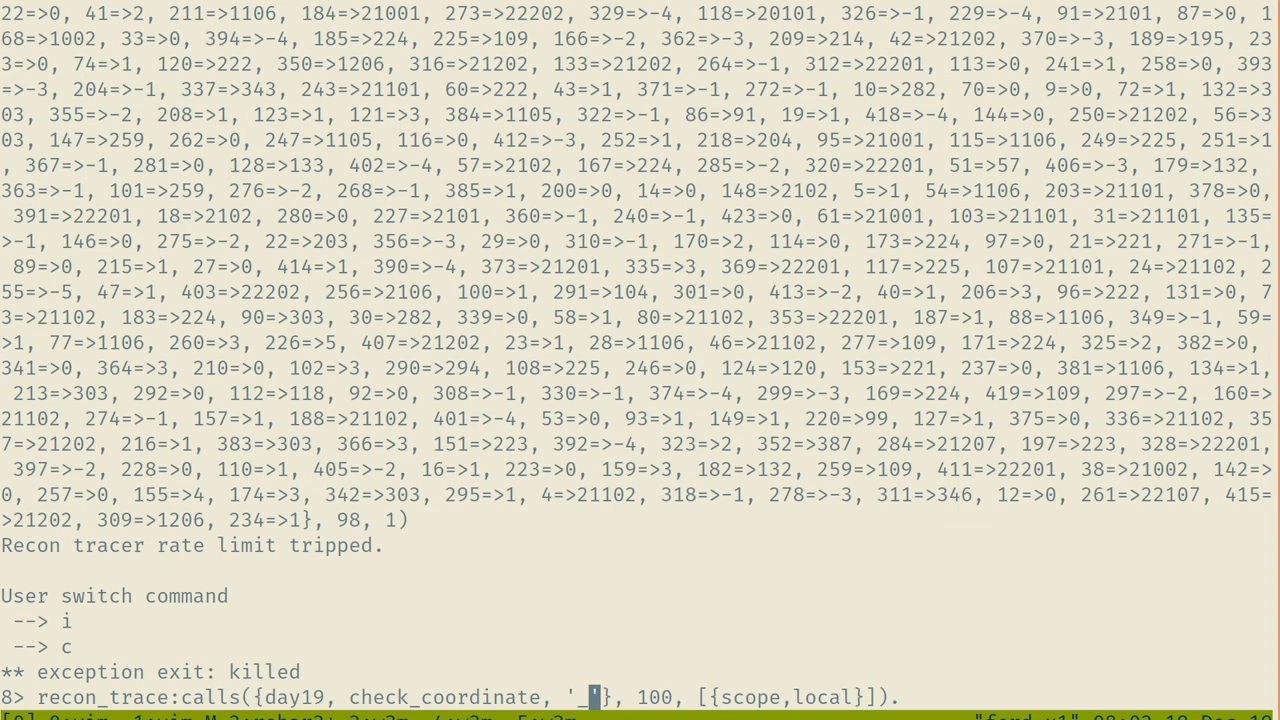 22=>0, 41=>2, 211=>1106, 184=>21001, 273=>22202, 329=>-4, 118=>20101, 326=>-1, 229=>-4, 91=>2101, 87=>0, 1
68=>1002, 33=>0, 394=>-4, 185=>224, 225=>109, 166=>-2, 362=>-3, 209=>214, 42=>21202, 370=>-3, 189=>195, 23
3=>0, 74=>1, 120=>222, 350=>1206, 316=>21202, 133=>21202, 264=>-1, 312=>22201, 113=>0, 241=>1, 258=>0, 393
=>-3, 204=>-1, 337=>343, 243=>21101, 60=>222, 43=>1, 371=>-1, 272=>-1, 10=>282, 70=>0, 9=>0, 72=>1, 132=>3
03, 355=>-2, 208=>1, 123=>1, 121=>3, 384=>1105, 322=>-1, 86=>91, 19=>1, 418=>-4, 144=>0, 250=>21202, 56=>3
03, 147=>259, 262=>0, 247=>1105, 116=>0, 412=>-3, 252=>1, 218=>204, 95=>21001, 115=>1106, 249=>225, 251=>1
, 367=>-1, 281=>0, 128=>133, 402=>-4, 57=>2102, 167=>224, 285=>-2, 320=>22201, 51=>57, 406=>-3, 179=>132,
363=>-1, 101=>259, 276=>-2, 268=>-1, 385=>1, 200=>0, 14=>0, 148=>2102, 5=>1, 54=>1106, 203=>21101, 378=>0,
391=>22201, 18=>2102, 280=>0, 227=>2101, 360=>-1, 240=>-1, 423=>0, 61=>21001, 103=>21101, 31=>21101, 135=
>-1, 146=>0, 275=>-2, 22=>203, 356=>-3, 29=>0, 310=>-1, 170=>2, 114=>0, 173=>224, 97=>0, 21=>221, 271=>-1,
89=>0, 215=>1, 27=>0, 414=>1, 390=>-4, 373=>21201, 335=>3, 369=>22201, 117=>225, 107=>21101, 24=>21102, 2
55=>-5, 47=>1, 403=>22202, 256=>2106, 100=>1, 291=>104, 301=>0, 413=>-2, 40=>1, 206=>3, 96=>222, 131=>0, 7
3=>21102, 183=>224, 90=>303, 30=>282, 339=>0, 58=>1, 80=>21102, 353=>22201, 187=>1, 88=>1106, 349=>-1, 59=
>1, 77=>1106, 260=>3, 226=>5, 407=>21202, 23=>1, 28=>1106, 46=>21102, 277=>109, 171=>224, 325=>2, 382=>0,
341=>0, 364=>3, 210=>0, 102=>3, 290=>294, 108=>225, 246=>0, 124=>120, 153=>221, 237=>0, 381=>1106, 134=>1,
213=>303, 292=>0, 112=>118, 92=>0, 308=>-1, 330=>-1, 374=>-4, 299=>-3, 169=>224, 419=>109, 297=>-2, 160=>
21102, 274=>-1, 157=>1, 188=>21102, 401=>-4, 53=>0, 93=>1, 149=>1, 220=>99, 127=>1, 375=>0, 336=>21102, 35
7=>21202, 216=>1, 383=>303, 366=>3, 151=>223, 392=>-4, 323=>2, 352=>387, 284=>21207, 197=>223, 328=>22201,
397=>-2, 228=>0, 110=>1, 405=>-2, 16=>1, 223=>0, 159=>3, 182=>132, 259=>109, 411=>22201, 38=>21002, 142=>
0, 257=>0, 155=>4, 174=>3, 342=>303, 295=>1, 4=>21102, 318=>-1, 278=>-3, 311=>346, 12=>0, 261=>22107, 415=
>21202, 309=>1206, 234=>1}, 98, 1)
Recon tracer rate limit tripped.
User switch command
--> i
--> c
** exception exit: killed
8> recon_trace:calls({day19, check_coordinate, '_'}, 100, [{scope,local}]).